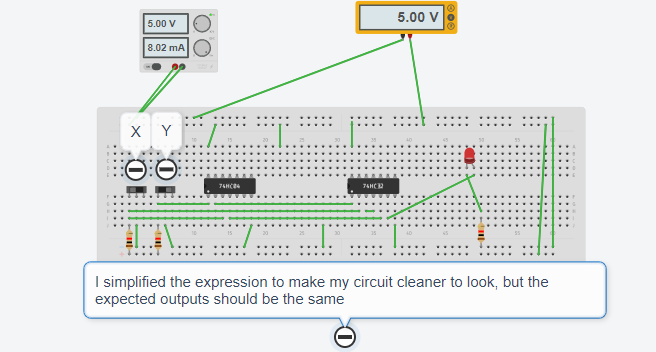 5.00 V
8.02 mA
5.00 V
X
Y
74HC04
74HC32
I simplified the expression to make my circuit cleaner to look, but the
expected outputs should be the same